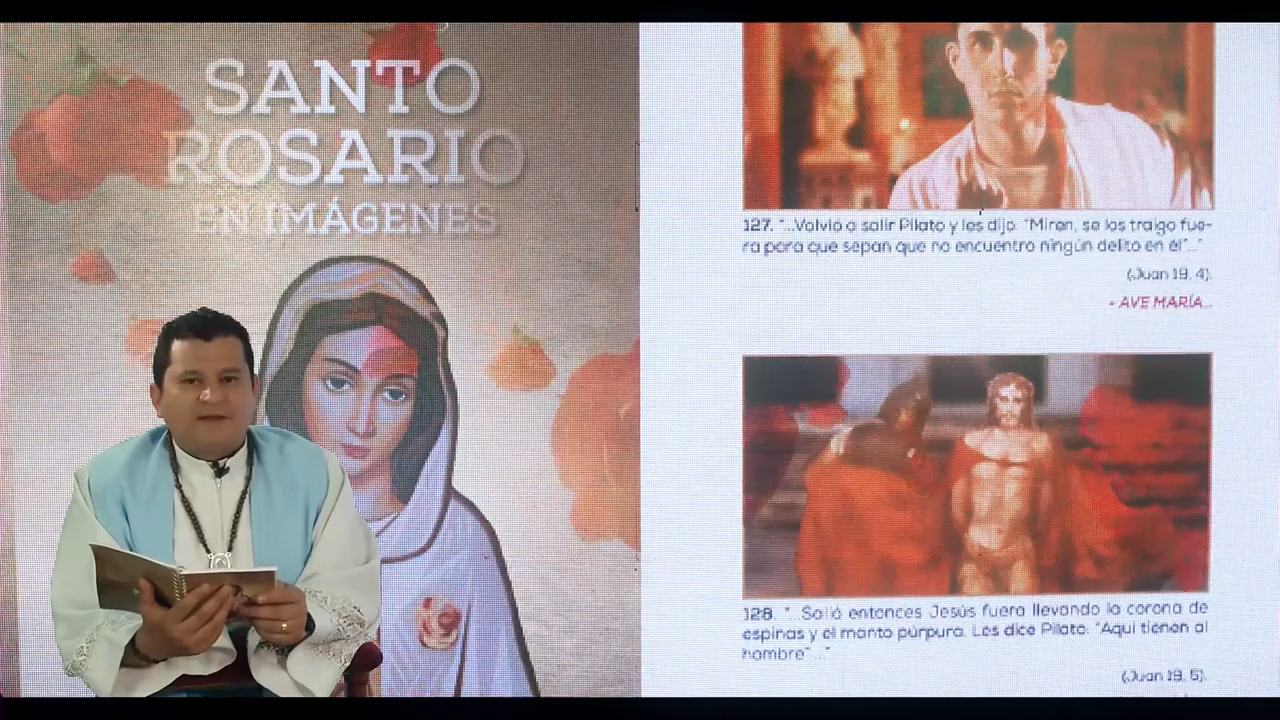 SANTO
ROSARIO
EN IMÁGENES
127. "...Volvió a salir Pilato y les dijo: "Miren, se los traigo fue-
ra para que sepan que no encuentro ningún delito en él"..."
(Juan 19, 4).
- AVE MARÍA...
128. "...Salió entonces Jesús fuera llevando la corona de
espinas y el manto púrpura. Les dice Pilato: "Aquí tienen al
hombre"..."
(Juan 19, 5).